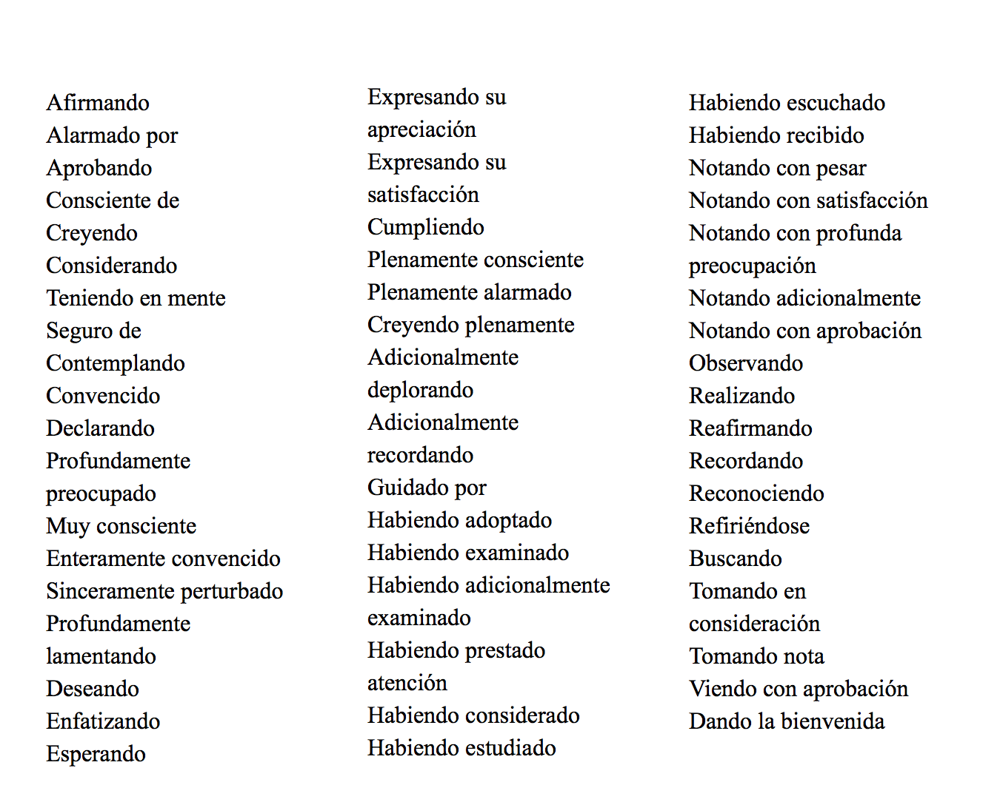 Afirmando
Alarmado por
Aprobando
Consciente de
Creyendo
Considerando
Teniendo en mente
Seguro de
Contemplando
Convencido
Declarando
Profundamente
preocupado
Muy consciente
Enteramente convencido
Sinceramente perturbado
Profundamente
lamentando
Deseando
Enfatizando
Esperando
Expresando su
apreciación
Expresando su
satisfacción
Cumpliendo
Plenamente consciente
Plenamente alarmado
Creyendo plenamente
Adicionalmente
deplorando
Adicionalmente
recordando
Guidado por
Habiendo adoptado
Habiendo examinado
Habiendo adicionalmente
examinado
Habiendo prestado
atención
Habiendo considerado
Habiendo estudiado
Habiendo escuchado
Habiendo recibido
Notando con pesar
Notando con satisfacción
Notando con profunda
preocupación
Notando adicionalmente
Notando con aprobación
Observando
Realizando
Reafirmando
Recordando
Reconociendo
Refiriéndose
Buscando
Tomando en
consideración
Tomando nota
Viendo con aprobación
Dando la bienvenida